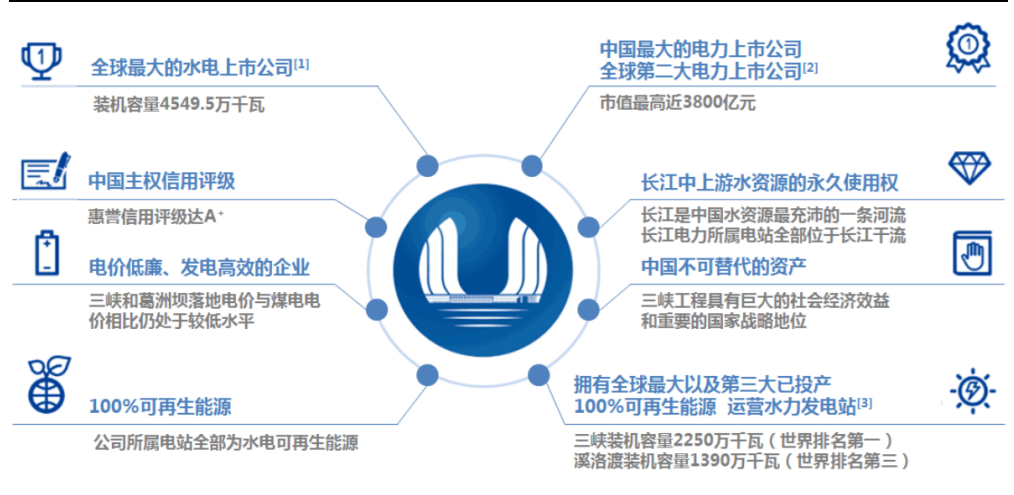 全球最大的水电上市公司[1]
装机容量4549.5万千瓦
中国主权信用评级
惠誉信用评级达A+
电价低廉、发电高效的企业
三峡和葛洲坝落地电价与煤电电
价相比仍处于较低水平
100%可再生能源
公司所属电站全部为水电可再生能源
中国最大的电力上市公司
全球第二大电力上市公司[2]
市值最高近3800亿元
长江中上游水资源的永久使用权
长江是中国水资源最充沛的一条河流
长江电力所属电站全部位于长江干流
中国不可替代的资产
三峡工程具有巨大的社会经济效益
和重要的国家战略地位
拥有全球最大以及第三大已投产
100%可再生能源 运营水力发电站[3]
三峡装机容量2250万千瓦（世界排名第一）
溪洛渡装机容量1390万千瓦（世界排名第三）
1
1